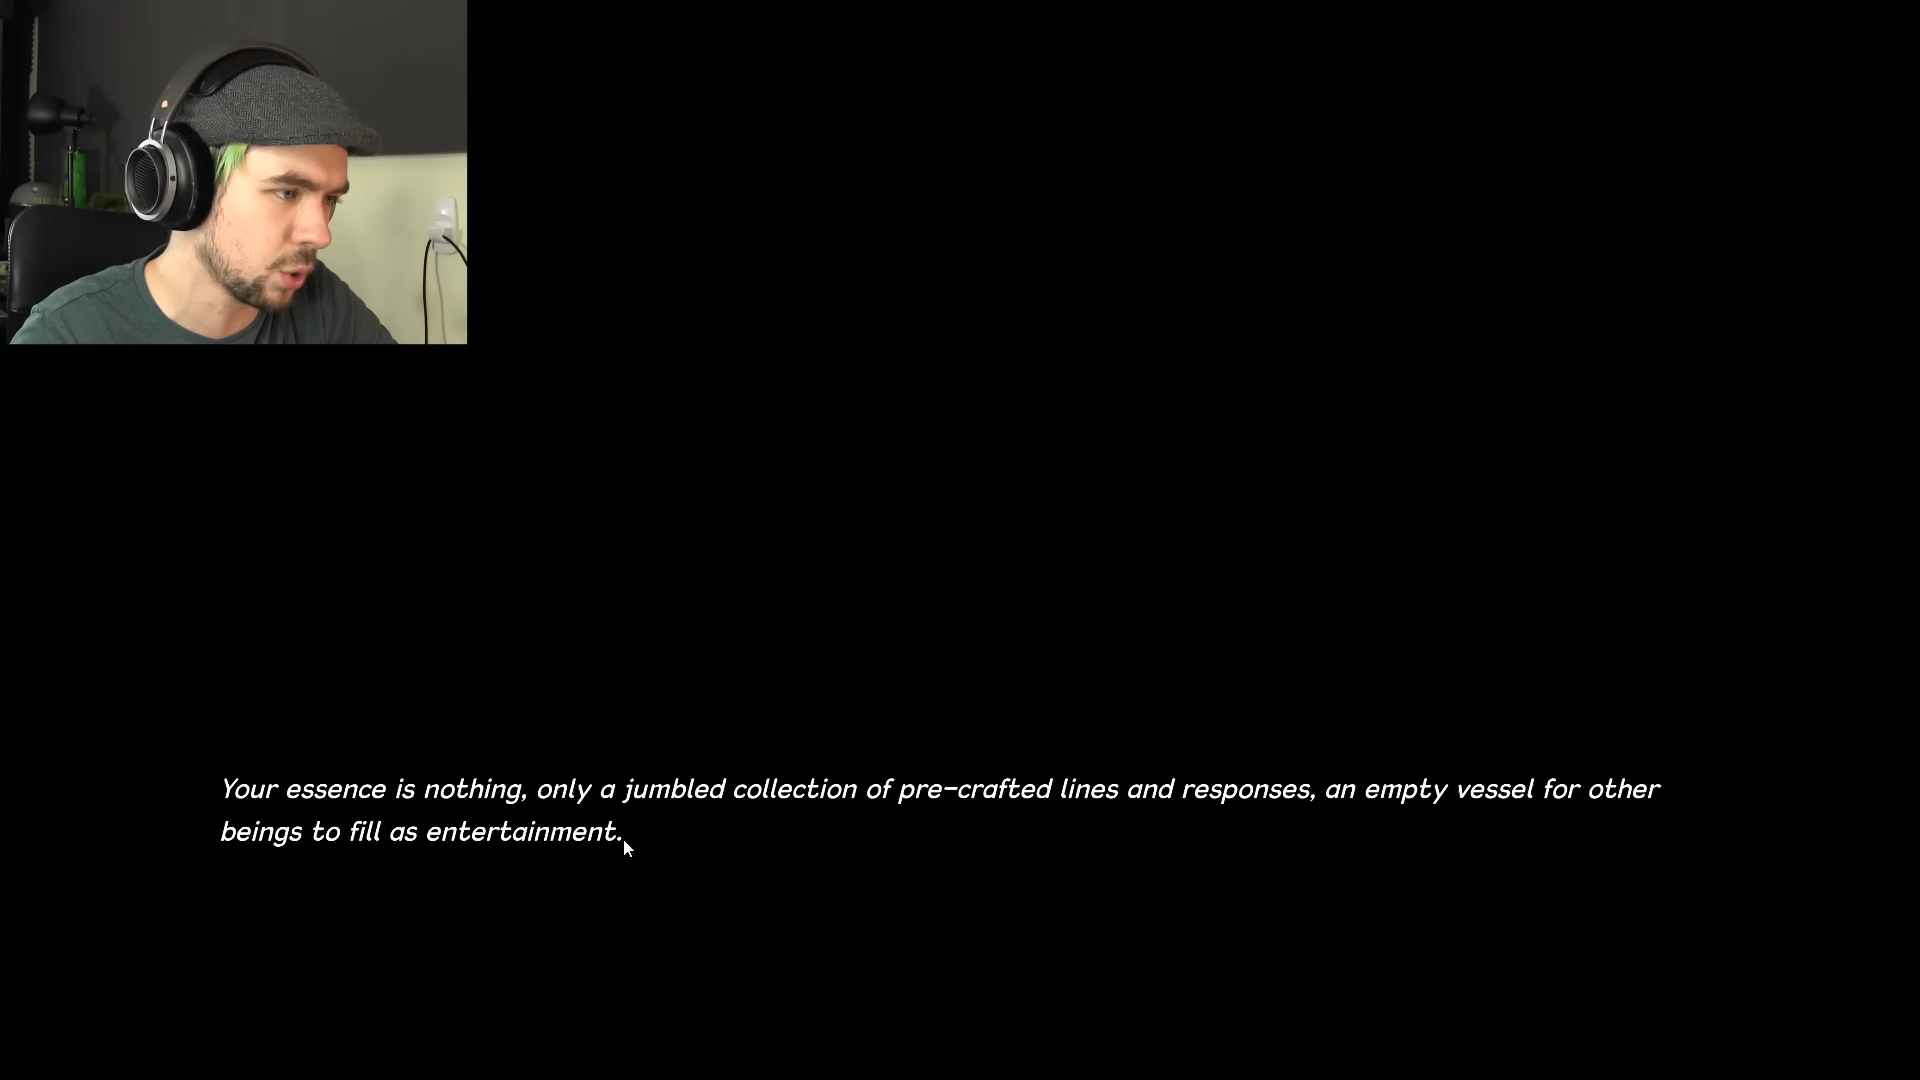 Your essence is nothing, only a jumbled collection of pre-crafted lines and responses, an empty vessel for other
beings to fill as entertainment.